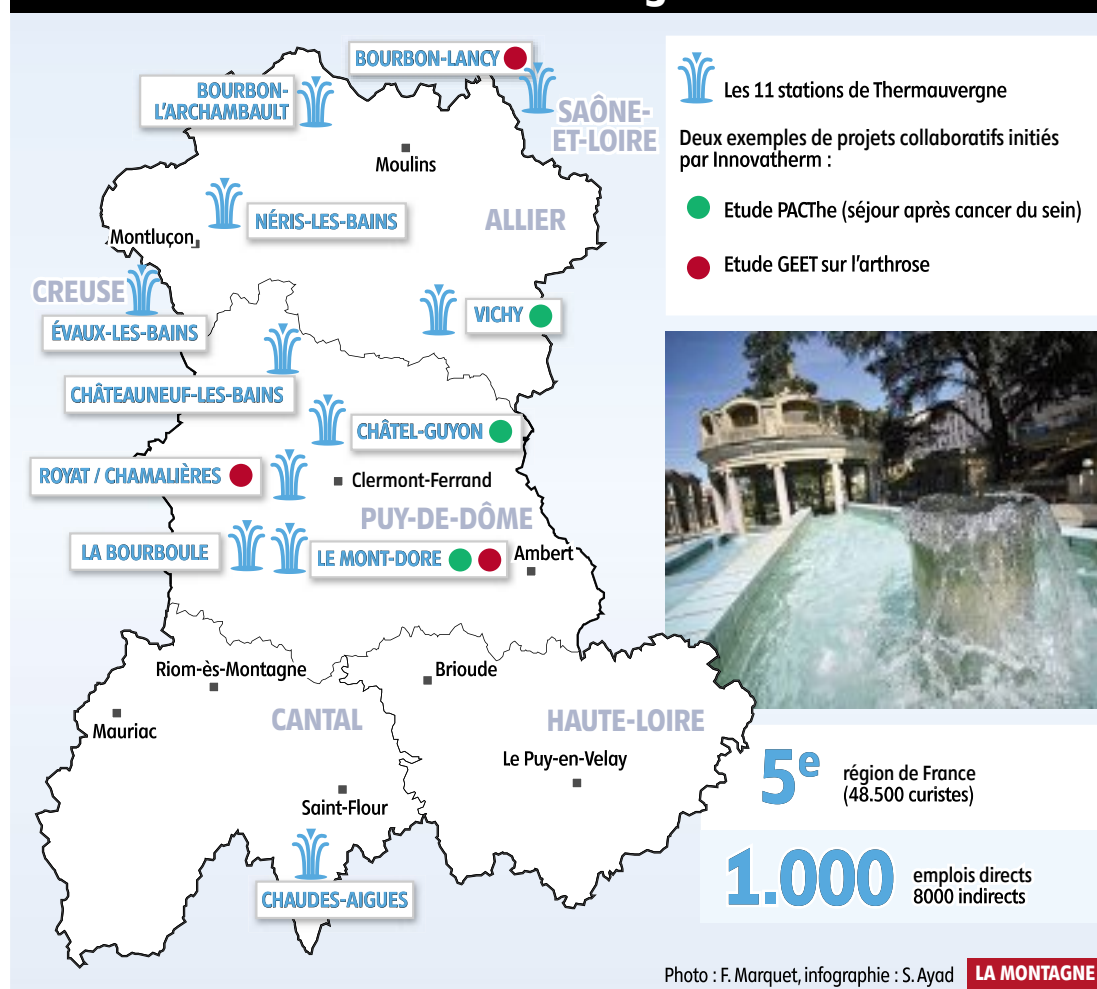 BOURBON-LANCY
BOURBON-
L'ARCHAMBAULT
SAÔNE-
ET-LOIRE
Moulins
NÉRIS-LES-BAINS
ALLIER
Montluçon
CREUSE
ÉVAUX-LES-BAINS
VICHY
CHÂTEAUNEUF-LES-BAINS
CHÂTEL-GUYON
ROYAT / CHAMALIÈRES
Clermont-Ferrand
PUY-DE-DÔME
LA BOURBOULE
LE MONT-DORE
Ambert
Riom-ès-Montagne
Brioude
Mauriac
CANTAL
HAUTE-LOIRE
Le Puy-en-Velay
Saint-Flour
CHAUDES-AIGUES
Les 11 stations de Thermauvergne
Deux exemples de projets collaboratifs initiés
par Innovatherm :
Etude PACThe (séjour après cancer du sein)
Etude GEET sur l'arthrose
5e
région de France
(48.500 curistes)
1.000
emplois directs
8000 indirects
Photo : F. Marquet, infographie : S. Ayad
LA MONTAGNE